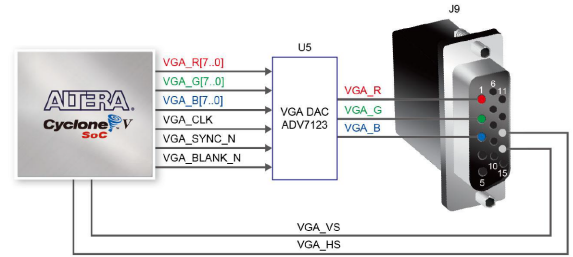 J9
U5
VGA_R[7..0]
VGA_G[7..0]
VGA_B[7..0]
VGA_CLK
VGA_SYNC_N
VGA_BLANK_N
ALTERA.
Cyclone V
SoC
VGA DAC
ADV7123
VGA_R
VGA_G
VGA_B
6
1
11
10
15
5
VGA_VS
VGA_HS